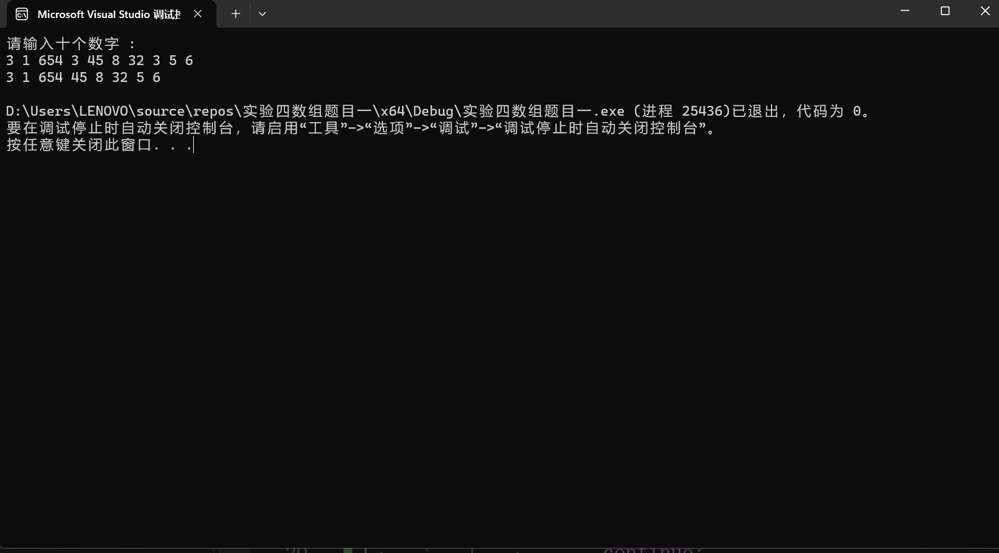 Microsoft Visual Studio 调试
请输入十个数字 :
3 1 654 3 45 8 32 3 5 6
3 1 654 45 8 32 5 6
D:\Users\LENOVO\source\repos\实验四数组题目一\x64\Debug\实验四数组题目一.exe (进程 25436)已退出，代码为 0。
要在调试停止时自动关闭控制台，请启用“工具”->“选项”->“调试”->“调试停止时自动关闭控制台”。
按任意键关闭此窗口. . .
continue;